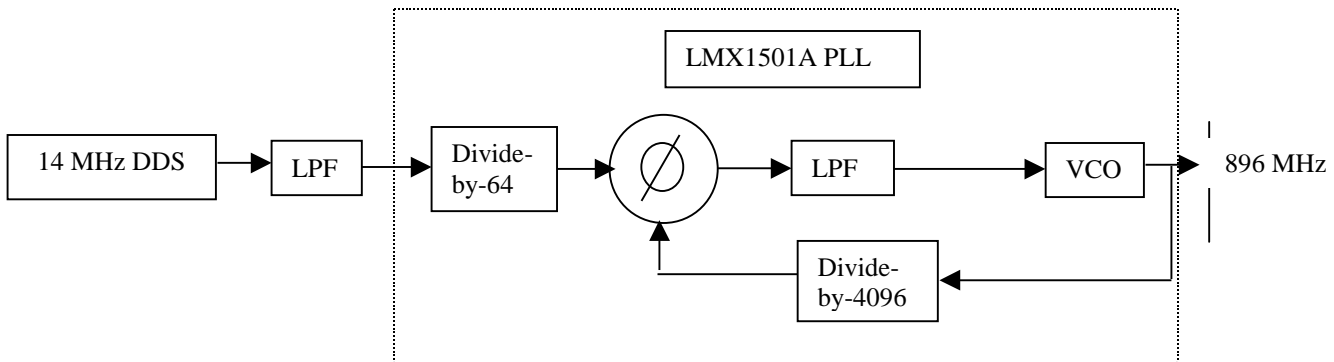 LMX1501A PLL
14 MHz DDS
LPF
Divide-
by-64
LPF
VCO
896 MHz
Divide-
by-4096